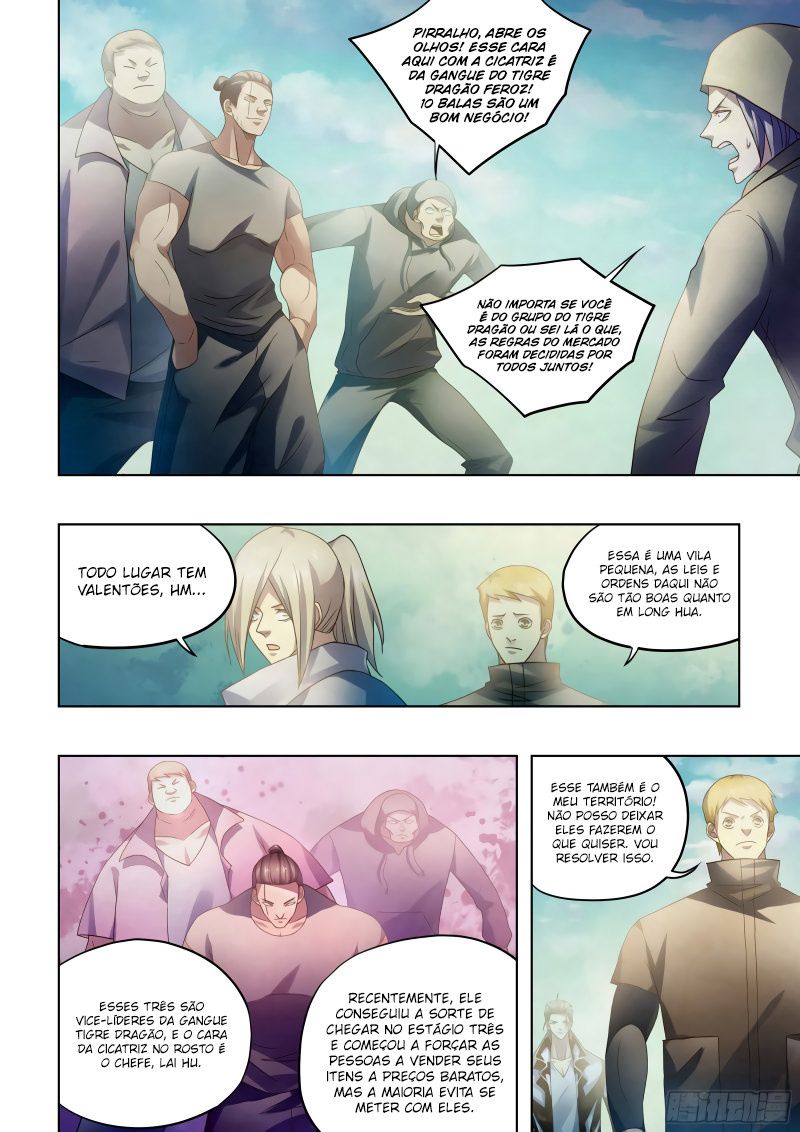 PIRRALHO, ABRE OS
OLHOS! ESSE CARA
AQUI COM A CICATRIZ É
DA GANGUE DO TIGRE
DRAGÃO FEROZ!
10 BALAS SÃO UM
BOM NEGÓCIO!
NÃO IMPORTA SE VOCÊ
É DO GRUPO DO TIGRE
DRAGÃO OU SEI LÁ O QUE,
AS REGRAS DO MERCADO
FORAM DECIDIDAS POR
TODOS JUNTOS!
TODO LUGAR TEM
VALENTÕES, HM...
ESSA É UMA VILA
PEQUENA, AS LEIS E
ORDENS DAQUI NÃO
SÃO TÃO BOAS QUANTO
EM LONG HUA.
ESSES TRÊS SÃO
VICE-LÍDERES DA GANGUE
TIGRE DRAGÃO, E O CARA
DA CICATRIZ NO ROSTO É
O CHEFE, LAI HU.
RECENTEMENTE, ELE
CONSEGUIU A SORTE DE
CHEGAR NO ESTÁGIO TRÊS
E COMEÇOU A FORÇAR AS
PESSOAS A VENDER SEUS
ITENS A PREÇOS BARATOS,
MAS A MAIORIA EVITA SE
METER COM ELES.
ESSE TAMBÉM É O
MEU TERRITÓRIO!
NÃO POSSO DEIXAR
ELES FAZEREM O
QUE QUISER. VOU
RESOLVER ISSO.
腾讯动漫